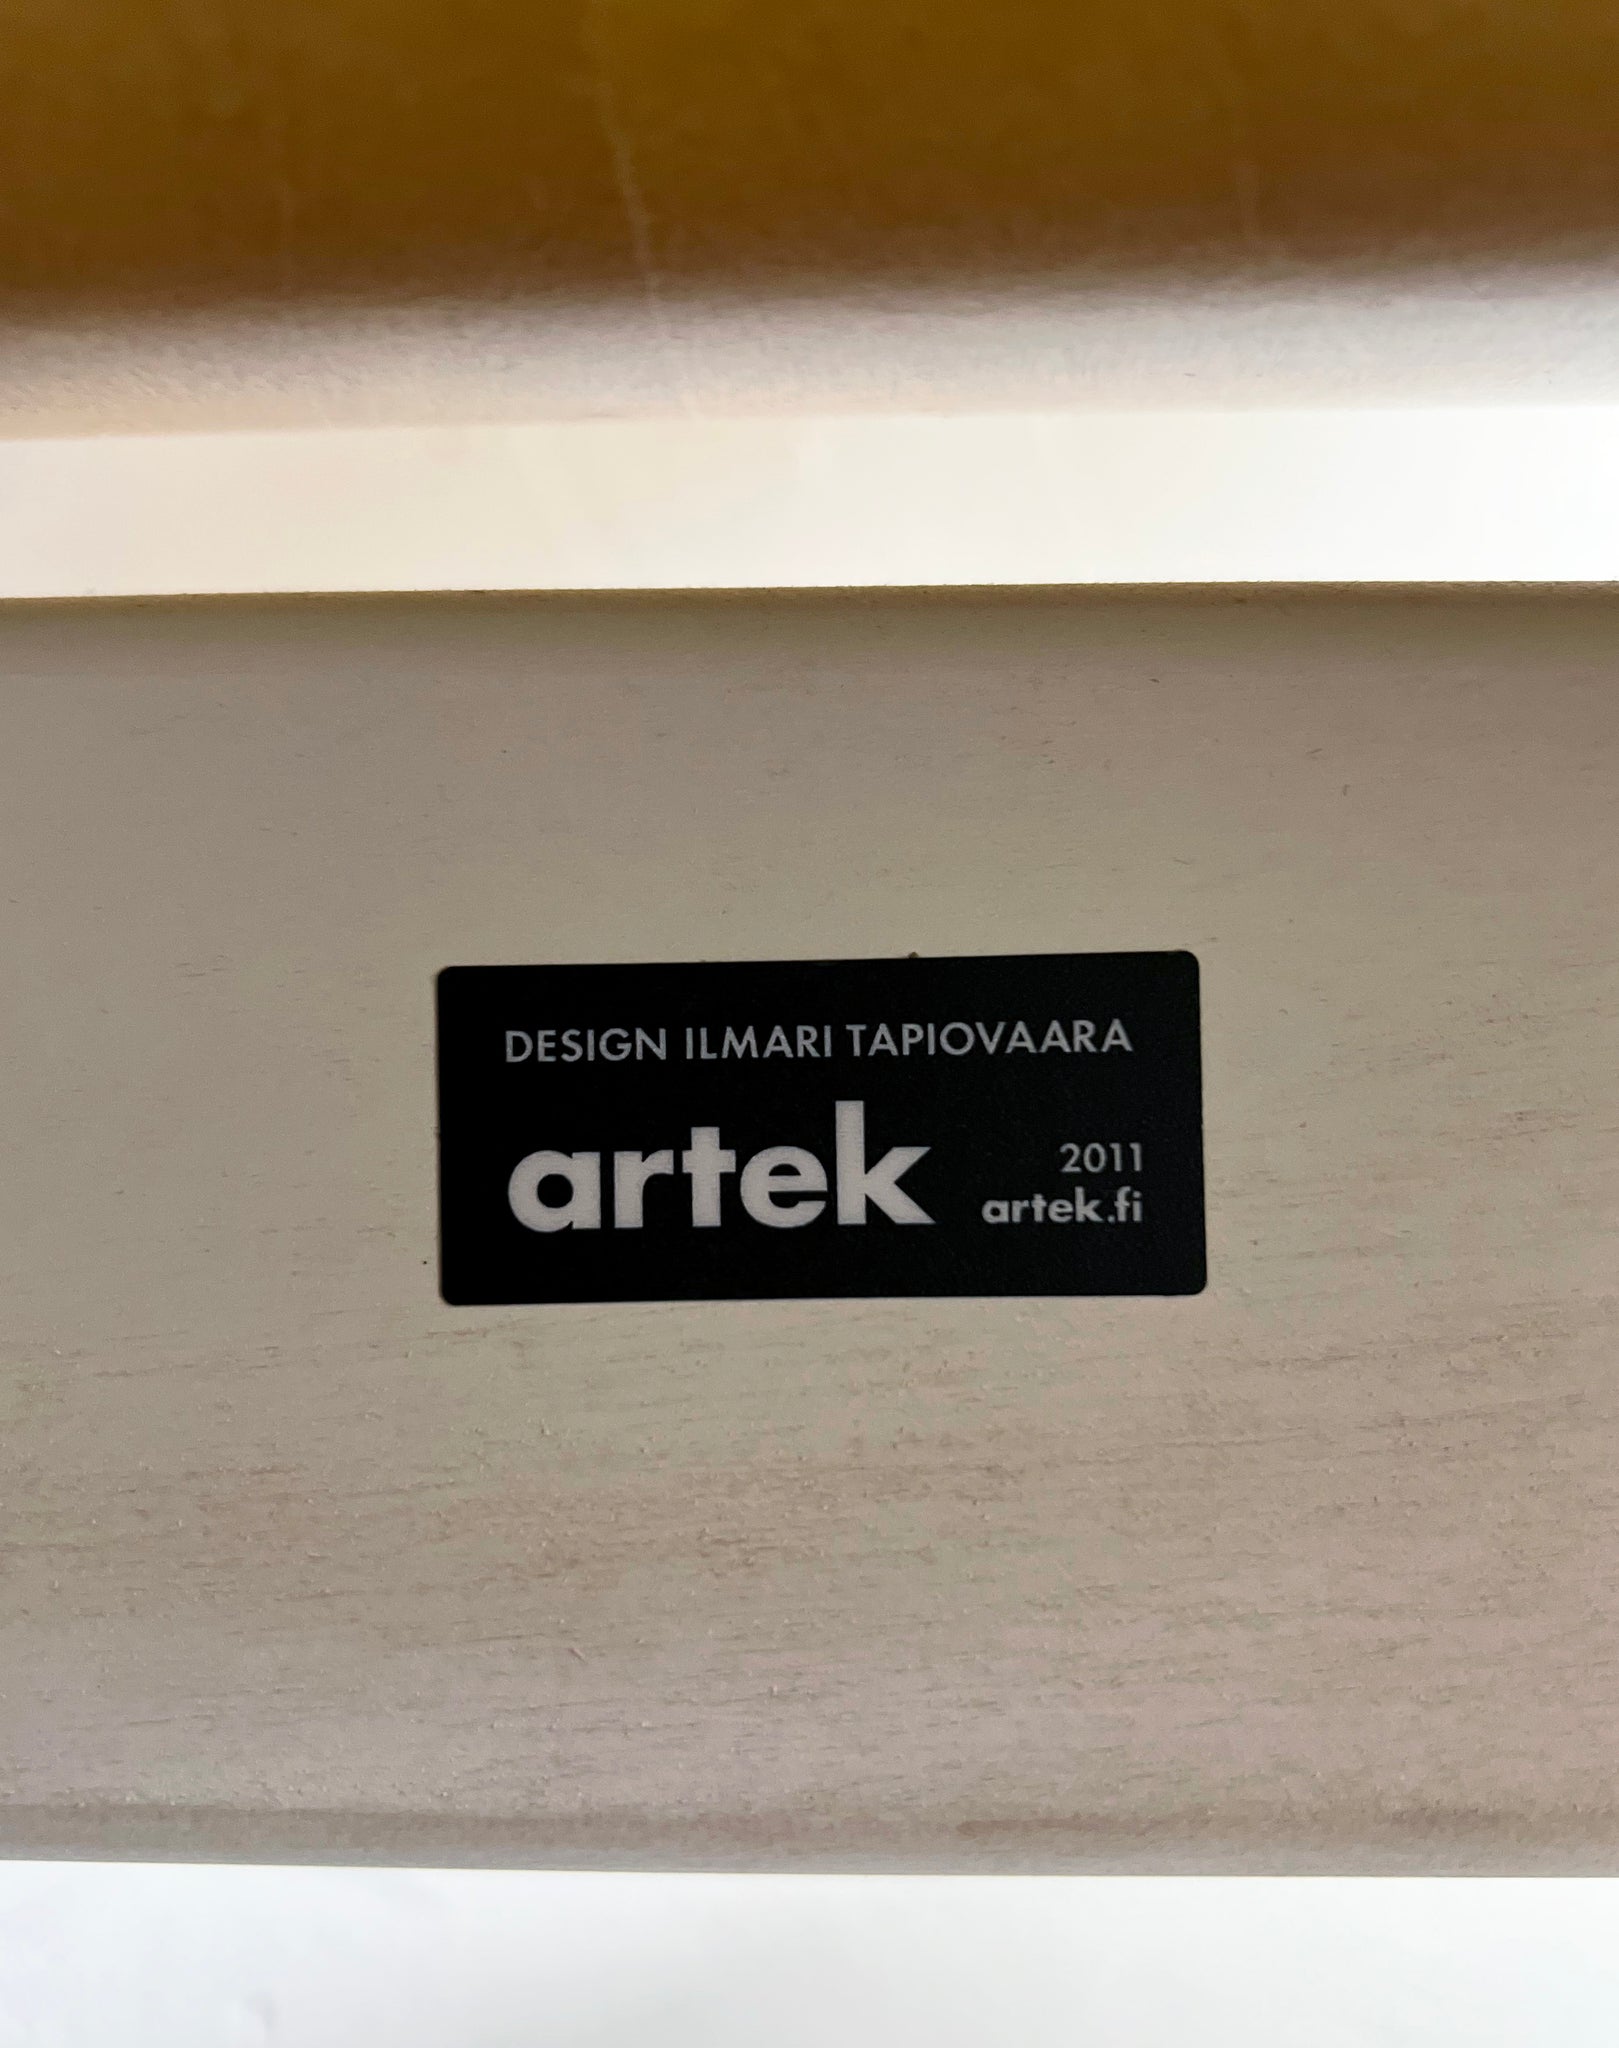 DESIGN ILMARI TAPIOVAARA
artek
2011
artek.fi